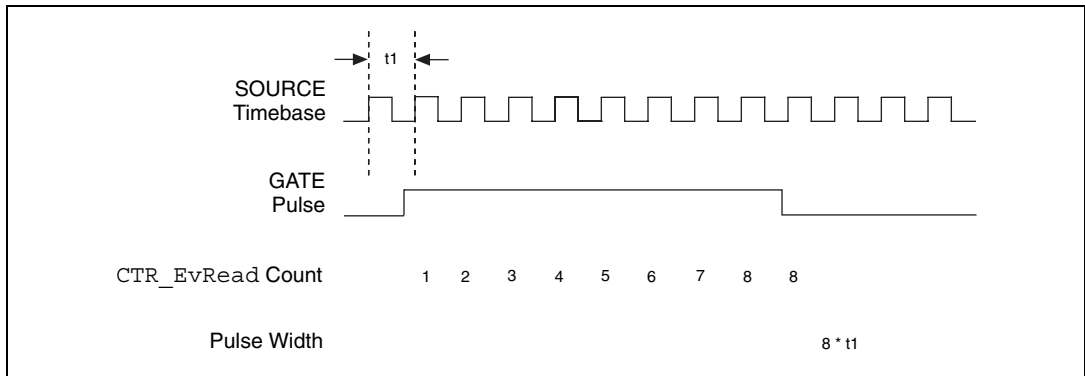 t1
SOURCE
Timebase
GATE
Pulse
CTR_EvRead Count 1 2 3 4 5 6 7 8 8
Pulse Width 8 * t1